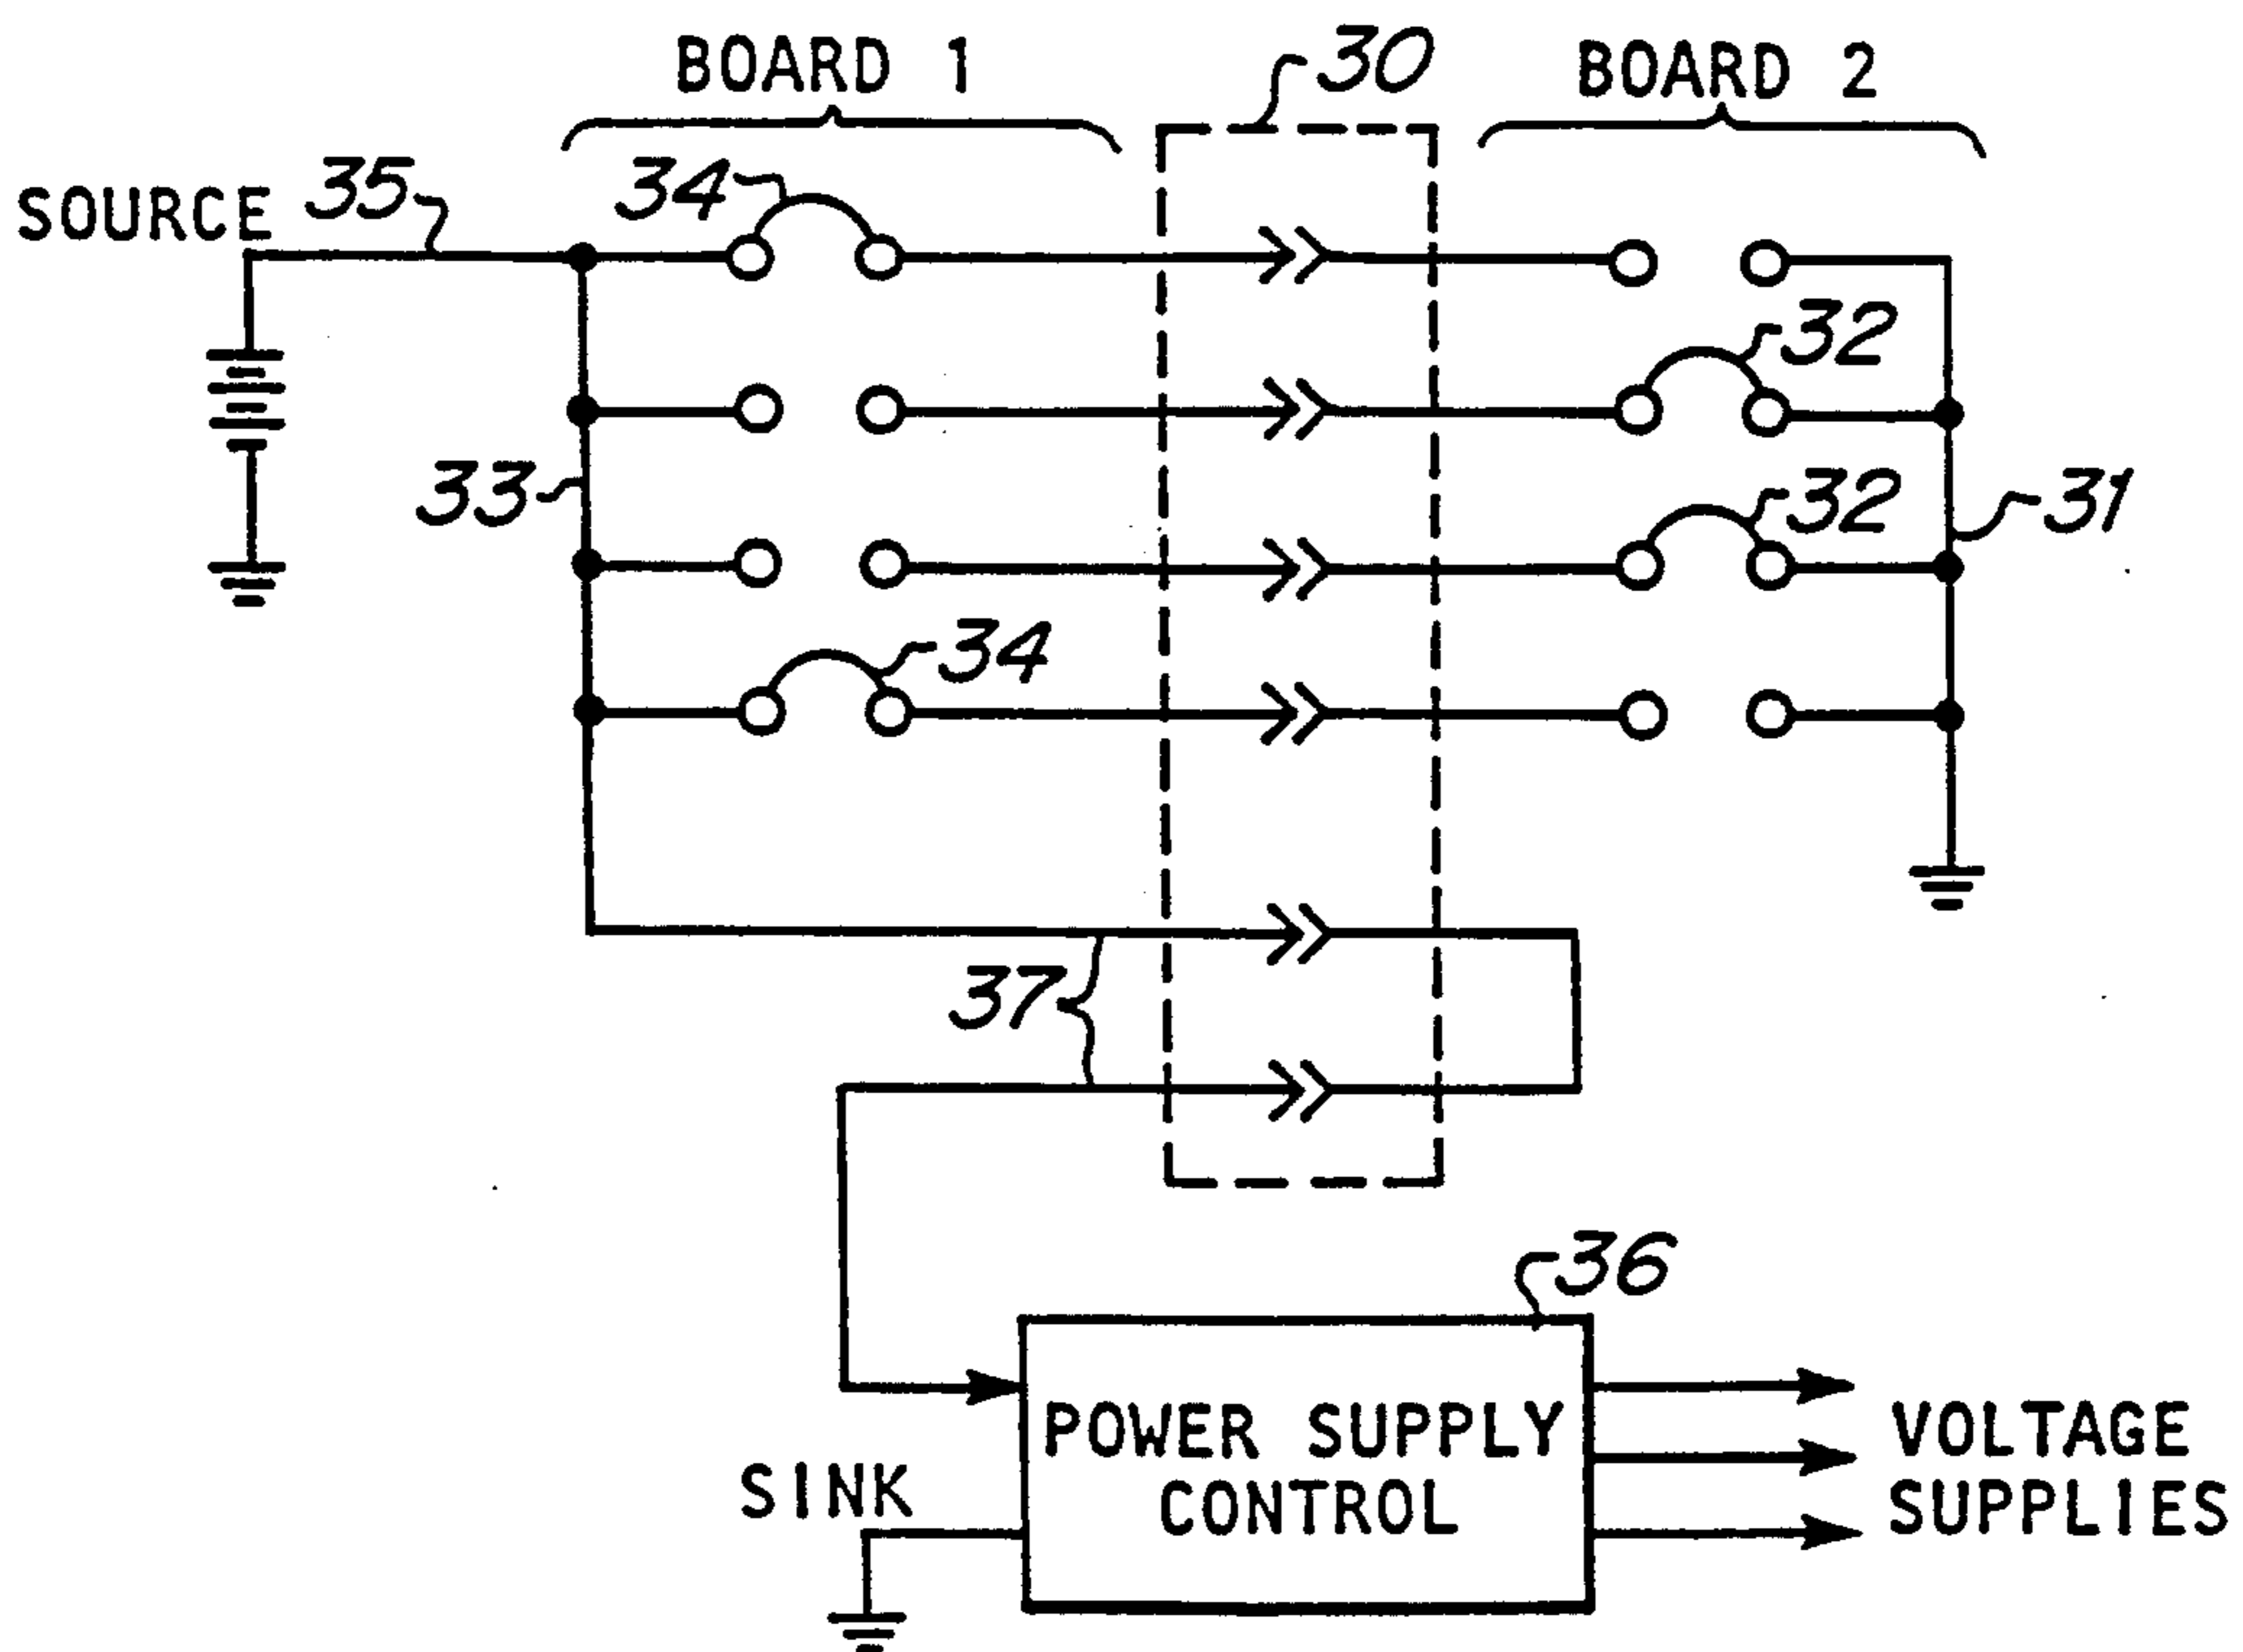 BOARD 1
30
BOARD 2
SOURCE
35
34
32
33
32
31
34
37
36
POWER SUPPLY
CONTROL
SINK
VOLTAGE
SUPPLIES